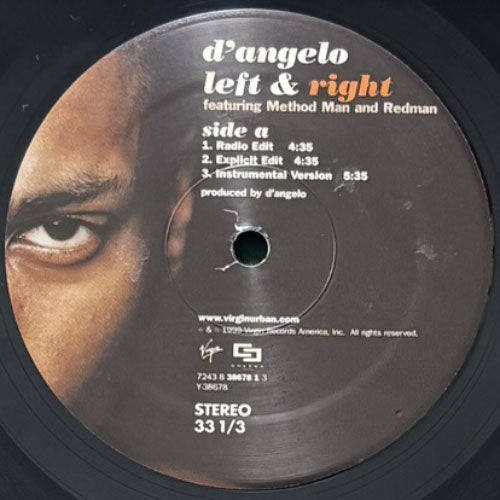 d'angelo
left & right
featuring Method Man and Redman
side a
1. Radio Edit 4:35
2. Explicit Edit 4:35
3. Instrumental Version 5:35
produced by d'angelo
www.virginurban.com
℗ & © 1999 Virgin Records America, Inc. All rights reserved.
Virgin
7243 8 38678 1 3
Y-38678
STEREO
33 1/3